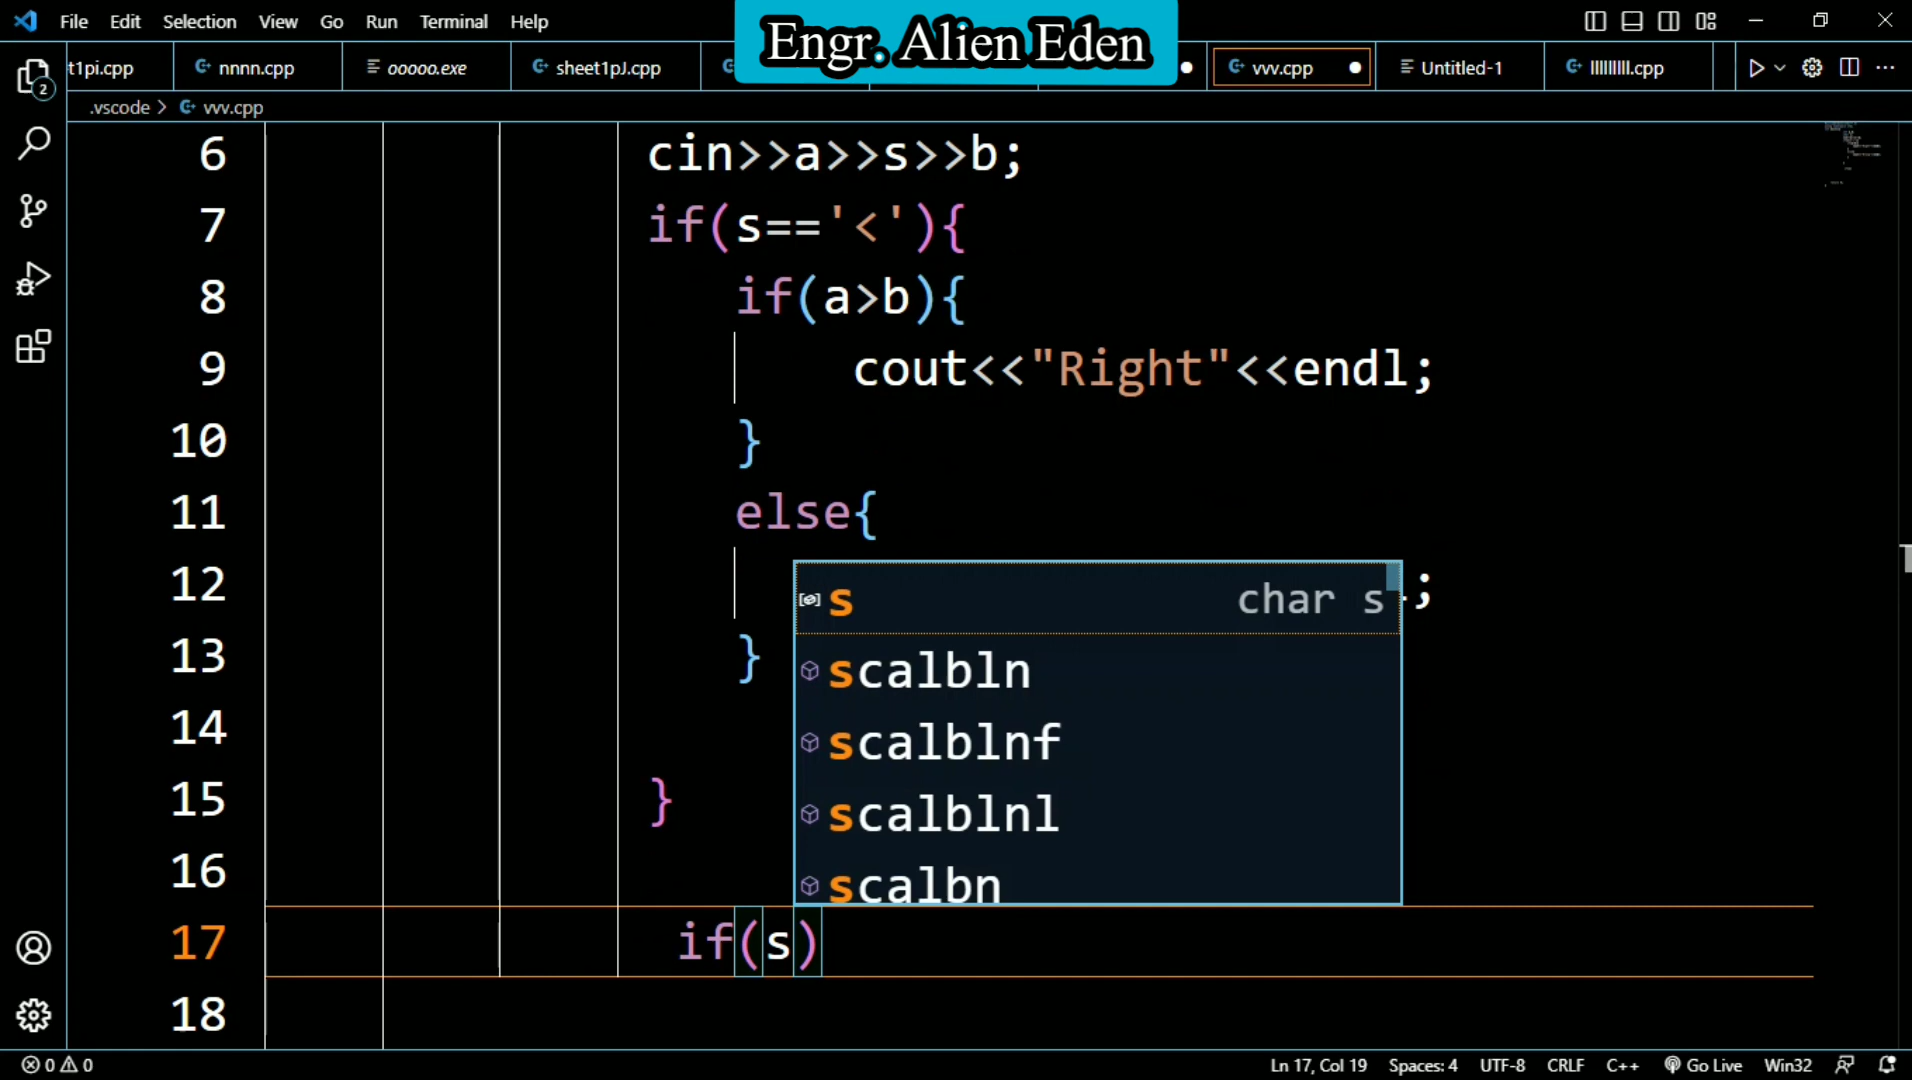 File Edit Selection View Go Run Terminal Help
Engr. Alien Eden
t1pi.cpp nnnn.cpp ooooo.exe sheet1pJ.cpp vvv.cpp Untitled-1
.vscode > vvv.cpp
6 cin>>a>>s>>b;
7 if(s=='<'){
8 if(a>b){
9 cout<<"Right"<<endl;
10 }
11 else{
12 ;
s char s
13 }
scalbln
14
scalblnf
15 }
scalblnl
16
scalbn
17 if(s)
18
2
0 0
Ln 17, Col 19 Spaces: 4 UTF-8 CRLF C++ Go Live Win32